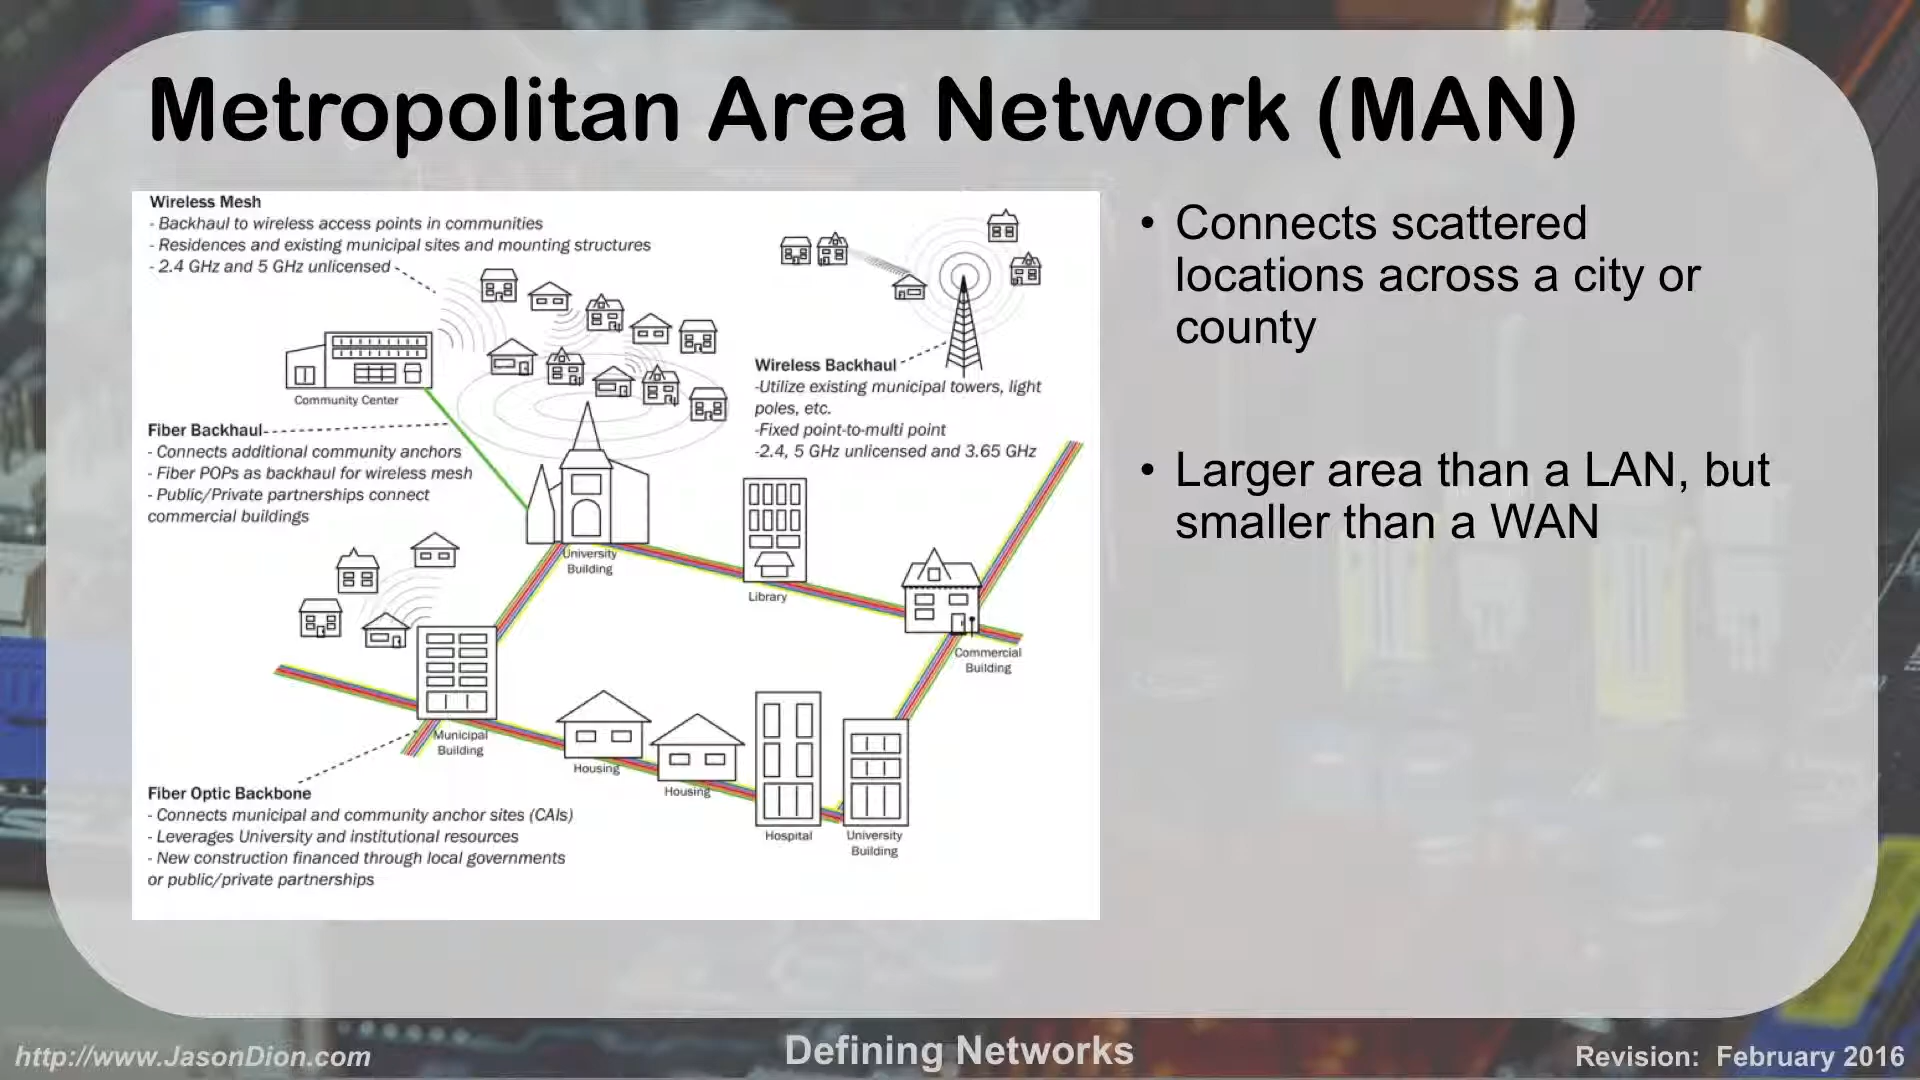 Metropolitan Area Network (MAN)
Wireless Mesh
- Backhaul to wireless access points in communities
- Residences and existing municipal sites and mounting structures
- 2.4 GHz and 5 GHz unlicensed
Community Center
Wireless Backhaul
-Utilize existing municipal towers, light
poles, etc.
-Fixed point-to-multi point
-2.4, 5 GHz unlicensed and 3.65 GHz
Fiber Backhaul
- Connects additional community anchors
- Fiber POPs as backhaul for wireless mesh
- Public/Private partnerships connect
commercial buildings
University
Building
Library
Commercial
Building
Municipal
Building
Housing
Housing
Hospital
University
Building
Fiber Optic Backbone
- Connects municipal and community anchor sites (CAIs)
- Leverages University and institutional resources
- New construction financed through local governments
or public/private partnerships
• Connects scattered
locations across a city or
county
• Larger area than a LAN, but
smaller than a WAN
http://www.JasonDion.com
Defining Networks
Revision: February 2016